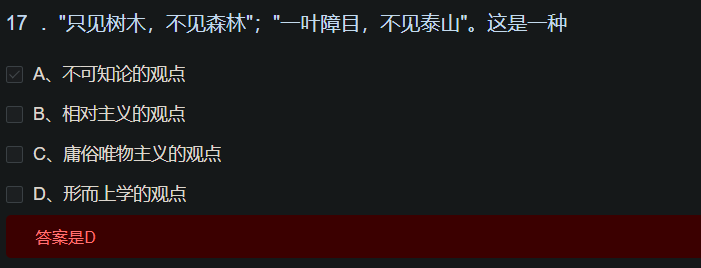 17 ．"只见树木，不见森林"；"一叶障目，不见泰山"。这是一种
A、不可知论的观点
B、相对主义的观点
C、庸俗唯物主义的观点
D、形而上学的观点
答案是D